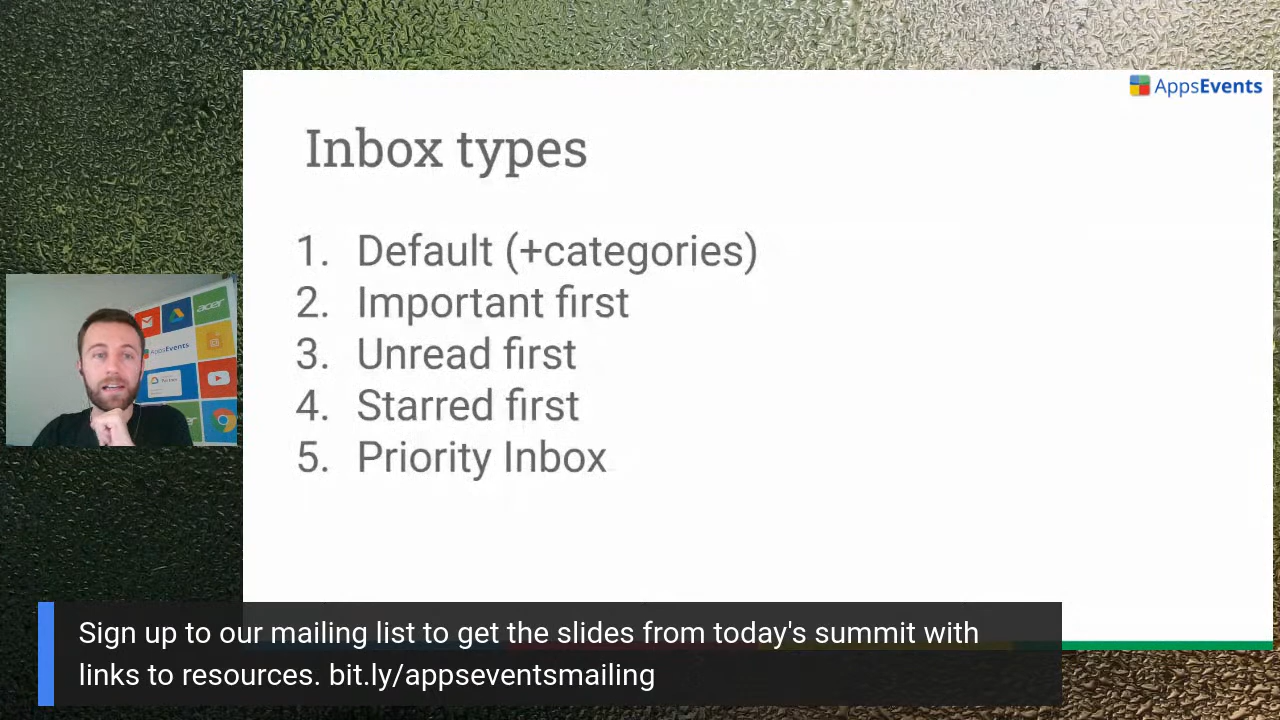 AppsEvents
Inbox types
1. Default (+categories)
2. Important first
3. Unread first
4. Starred first
5. Priority Inbox
acer
AppsEvents
Sign up to our mailing list to get the slides from today's summit with
links to resources. bit.ly/appseventsmailing